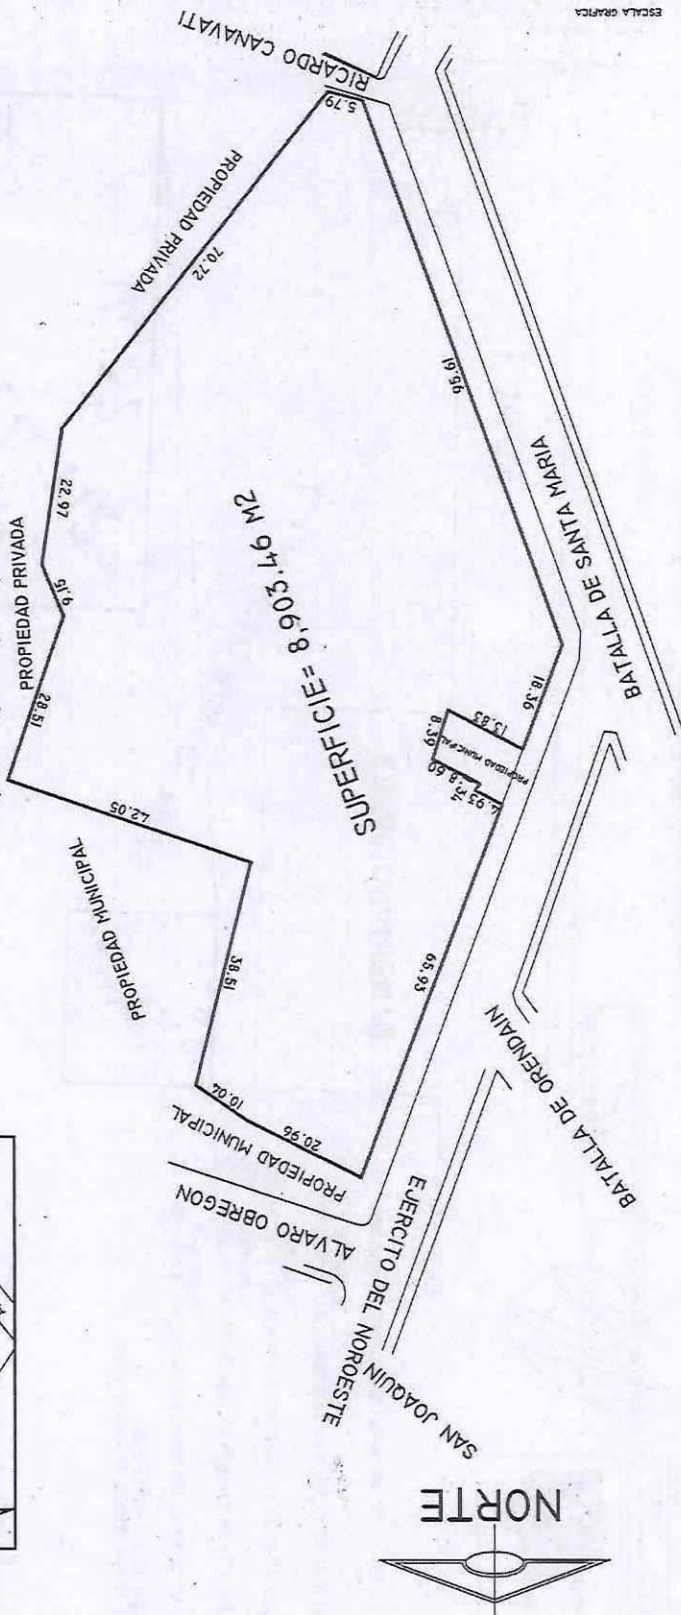 ESCALA GRAFICA
RICARDO CANAVATI
5.79
PROPIEDAD PRIVADA
70.72
95.61
22.97
PROPIEDAD PRIVADA
9.15
28.51
SUPERFICIE= 8,903.46 M2
BATALLA DE SANTA MARIA
18.36
13.83
8.39
PROPIEDAD MUNICIPAL
8.60
4.93
42.05
PROPIEDAD MUNICIPAL
38.51
65.93
10.04
20.96
PROPIEDAD MUNICIPAL
ALVARO OBREGON
BATALLA DE ORENDAIN
EJERCITO DEL NOROESTE
SAN JOAQUIN
NORTE